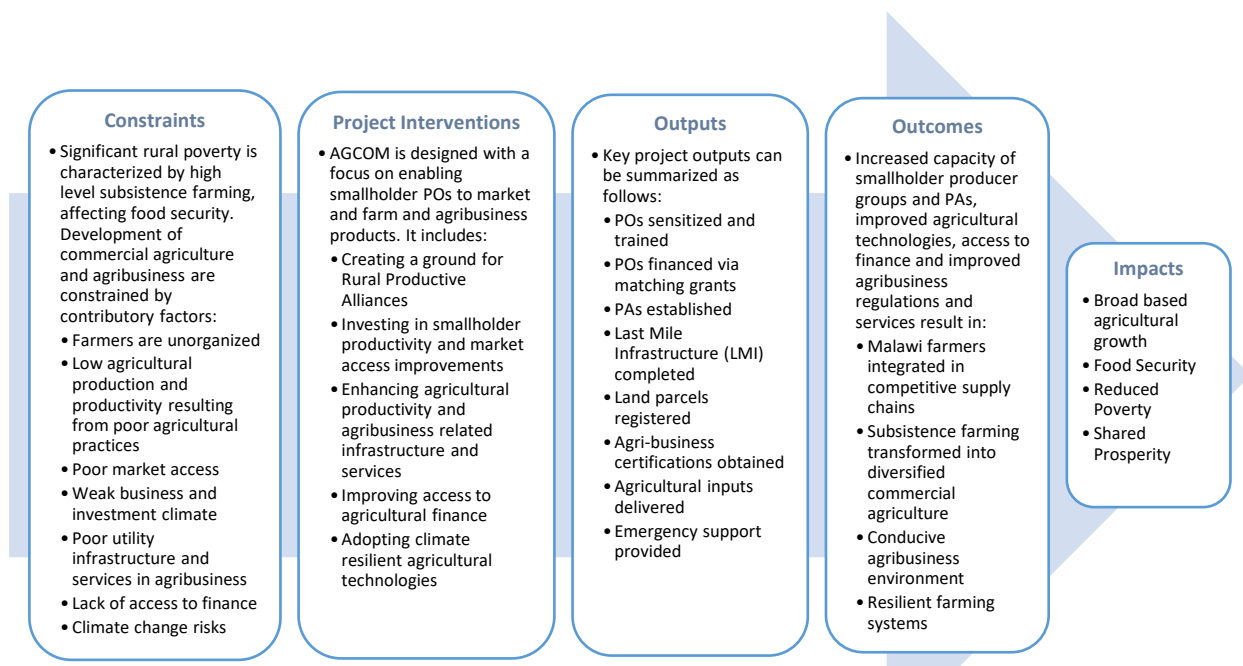 Constraints
• Significant rural poverty is
characterized by high
level subsistence farming,
affecting food security.
Development of
commercial agriculture
and agribusiness are
constrained by
contributory factors:
• Farmers are unorganized
• Low agricultural
production and
productivity resulting
from poor agricultural
practices
• Poor market access
• Weak business and
investment climate
• Poor utility
infrastructure and
services in agribusiness
• Lack of access to finance
• Climate change risks
Project Interventions
• AGCOM is designed with a
focus on enabling
smallholder POs to market
and farm and agribusiness
products. It includes:
• Creating a ground for
Rural Productive
Alliances
• Investing in smallholder
productivity and market
access improvements
• Enhancing agricultural
productivity and
agribusiness related
infrastructure and
services
• Improving access to
agricultural finance
• Adopting climate
resilient agricultural
technologies
Outputs
• Key project outputs can
be summarized as
follows:
• POs sensitized and
trained
• POs financed via
matching grants
• PAs established
• Last Mile
Infrastructure (LMI)
completed
• Land parcels
registered
• Agri-business
certifications obtained
• Agricultural inputs
delivered
• Emergency support
provided
Outcomes
• Increased capacity of
smallholder producer
groups and PAs,
improved agricultural
technologies, access to
finance and improved
agribusiness
regulations and
services result in:
• Malawi farmers
integrated in
competitive supply
chains
• Subsistence farming
transformed into
diversified
commercial
agriculture
• Conducive
agribusiness
environment
• Resilient farming
systems
Impacts
• Broad based
agricultural
growth
• Food Security
• Reduced
Poverty
• Shared
Prosperity